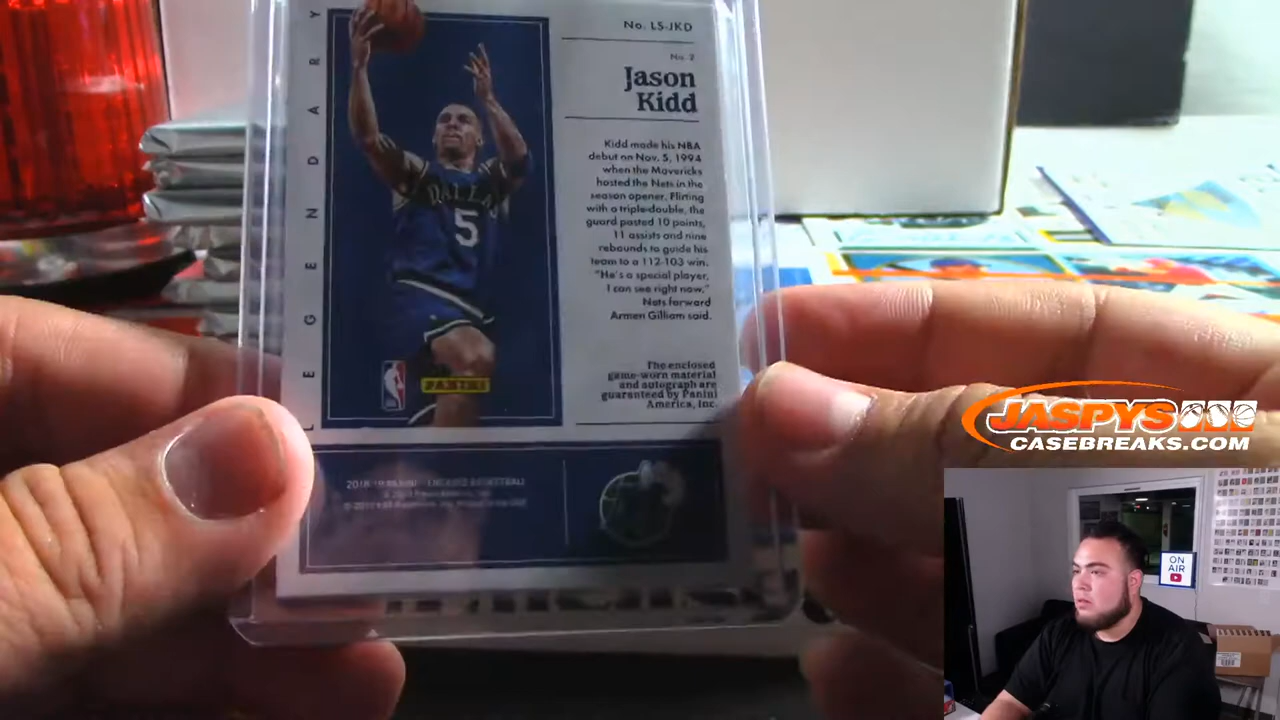 No. LS-JKD
No. 2
Jason
Kidd
LEGENDARY
Kidd made his NBA
debut on Nov. 5, 1994
when the Mavericks
hosted the Nets in the
season opener. Flirting
with a triple-double, the
guard posted 10 points,
11 assists and nine
rebounds to guide his
team to a 112-103 win.
"He's a special player,
I can see right now,"
Nets forward
Armen Gilliam said.
DALLAS
5
PANINI
The enclosed
game-worn material
and autograph are
guaranteed by Panini
America, Inc.
2018-19 PANINI - ENCASED BASKETBALL
JASPYS
CASEBREAKS.COM
ON
AIR